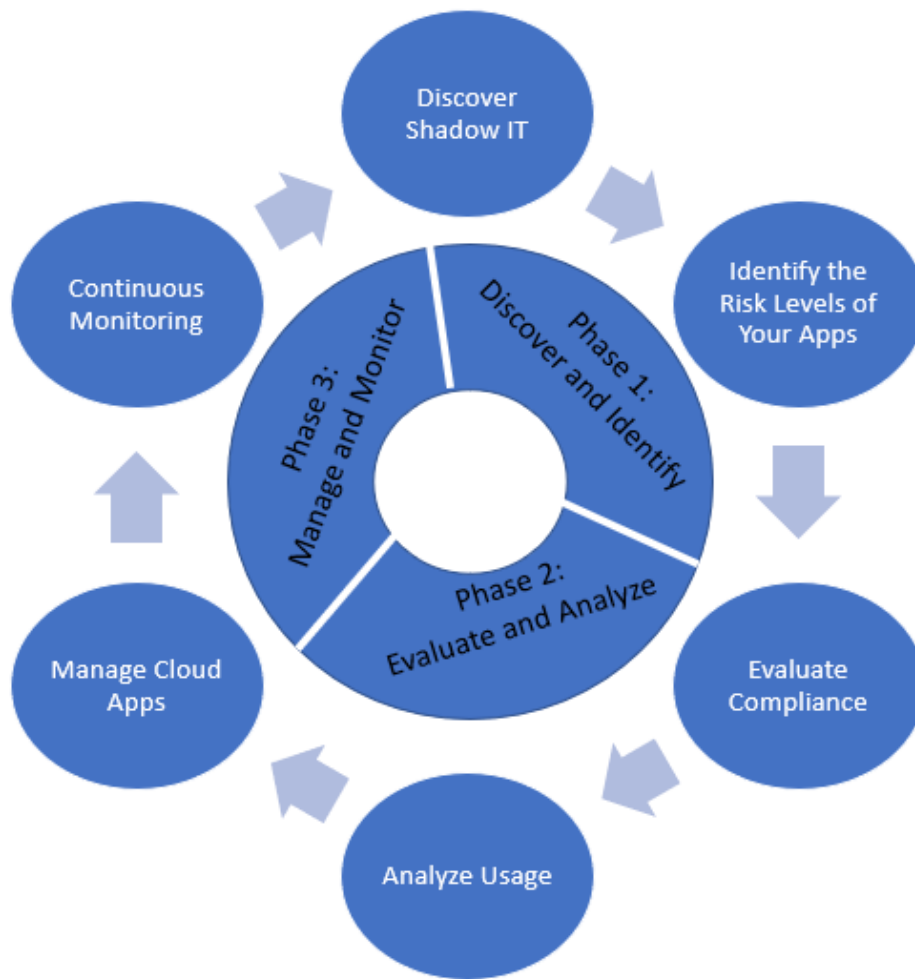 Discover
Shadow IT
Identify the
Risk Levels of
Your Apps
Evaluate
Compliance
Analyze Usage
Manage Cloud
Apps
Continuous
Monitoring
Phase 1:
Discover and Identify
Phase 2:
Evaluate and Analyze
Phase 3:
Manage and Monitor